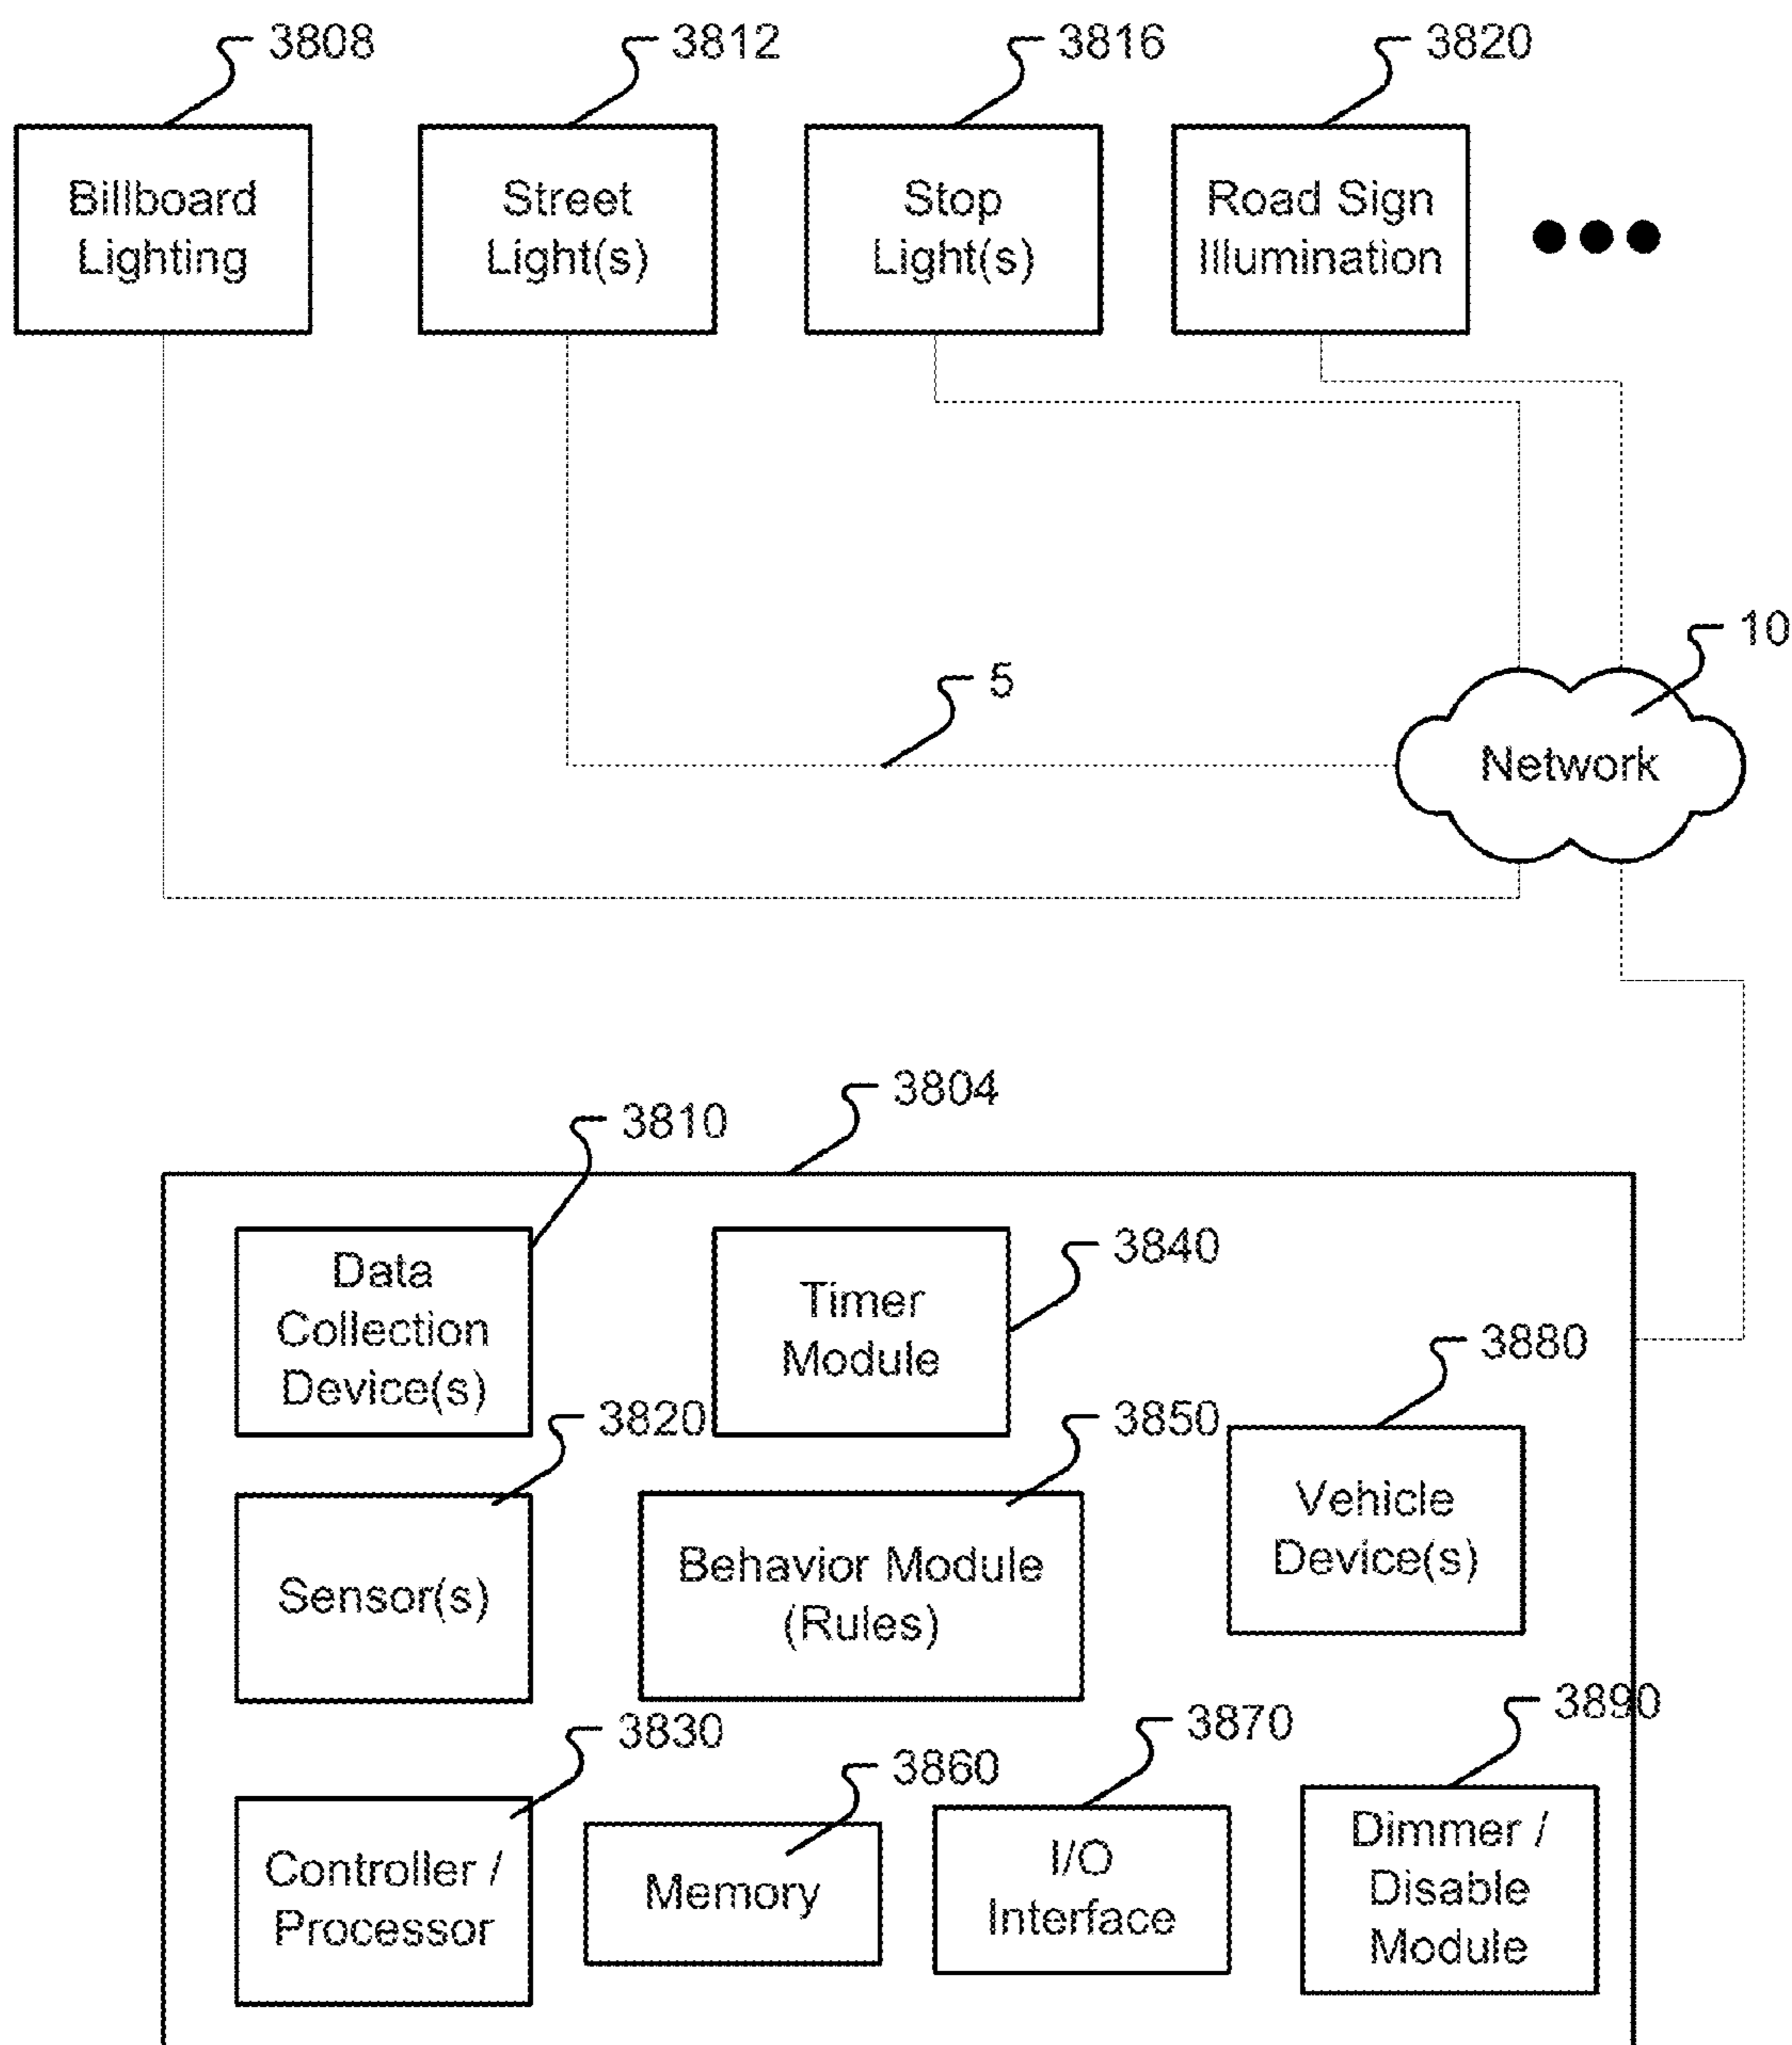 3808
3812
3816
3820
Billboard
Lighting
Street
Light(s)
Stop
Light(s)
Road Sign
Illumination
10
5
Network
3804
3810
Data
Collection
Device(s)
3840
Timer
Module
3880
Vehicle
Device(s)
3820
Sensor(s)
3850
Behavior Module
(Rules)
3830
Controller /
Processor
3860
Memory
3870
I/O
Interface
3890
Dimmer /
Disable
Module